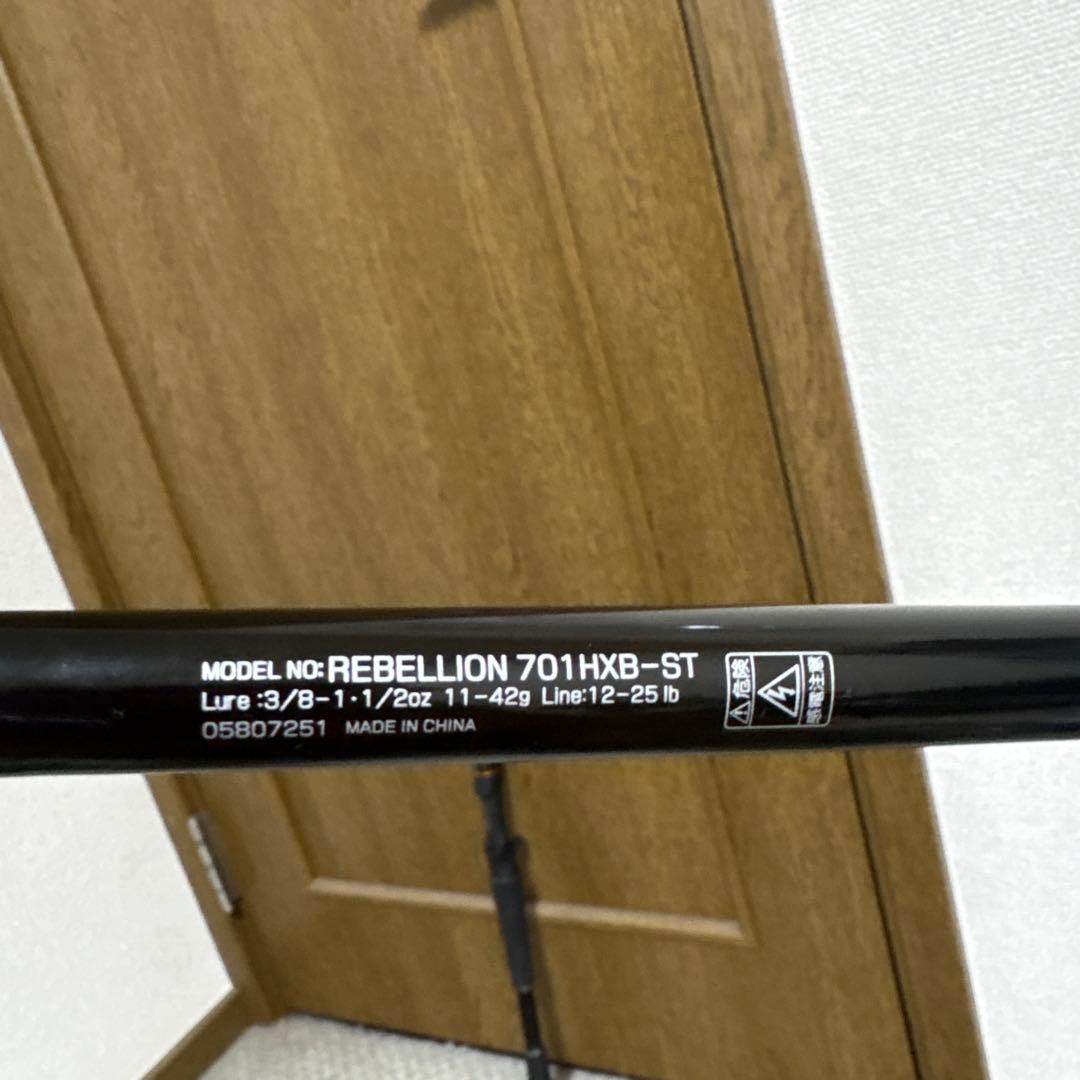 MODEL NO: REBELLION 701HXB-ST
Lure :3/8-1・1/2oz 11-42g Line:12-25 lb
05807251 MADE IN CHINA
危険
感電注意